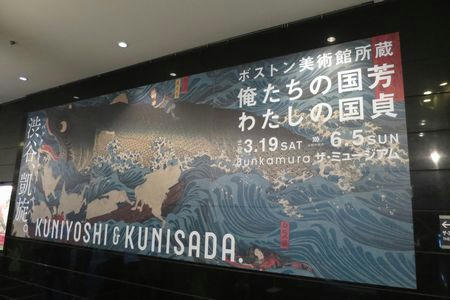 ボストン美術館所蔵
俺たちの国芳
わたしの国貞
3.19 SAT
6.5 SUN
Bunkamura ザ・ミュージアム
渋谷、凱旋。
KUNIYOSHI & KUNISADA.